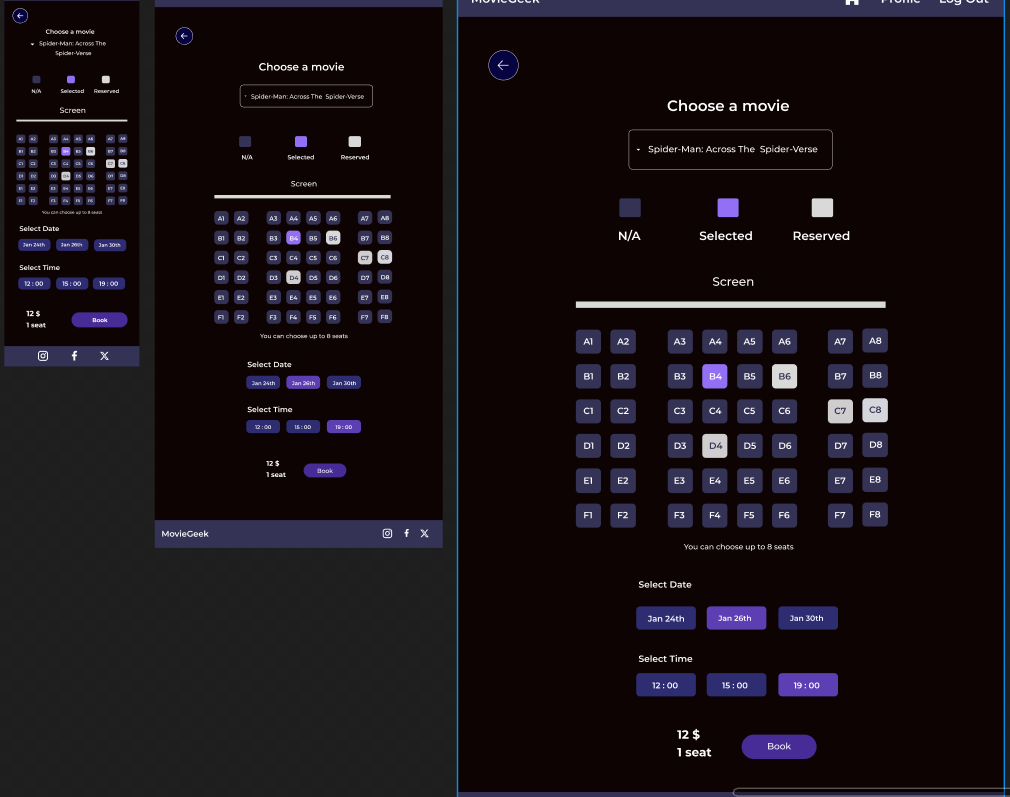 Choose a movie
Spider-Man: Across The
Spider-Verse
N/A Selected Reserved
Screen
A1 A2 A3 A4 A5 A6 A7 A8
B1 B2 B3 B4 B5 B6 B7 B8
C1 C2 C3 C4 C5 C6 C7 C8
D1 D2 D3 D4 D5 D6 D7 D8
E1 E2 E3 E4 E5 E6 E7 E8
F1 F2 F3 F4 F5 F6 F7 F8
You can choose up to 8 seats
Select Date
Jan 24th Jan 26th Jan 30th
Select Time
12 : 00 15 : 00 19 : 00
12 $
1 seat
Book
Choose a movie
Spider-Man: Across The Spider-Verse
N/A Selected Reserved
Screen
A1 A2 A3 A4 A5 A6 A7 A8
B1 B2 B3 B4 B5 B6 B7 B8
C1 C2 C3 C4 C5 C6 C7 C8
D1 D2 D3 D4 D5 D6 D7 D8
E1 E2 E3 E4 E5 E6 E7 E8
F1 F2 F3 F4 F5 F6 F7 F8
You can choose up to 8 seats
Select Date
Jan 24th Jan 26th Jan 30th
Select Time
12 : 00 15 : 00 19 : 00
12 $
1 seat
Book
MovieGeek
MovieGeek Profile Log Out
Choose a movie
Spider-Man: Across The Spider-Verse
N/A Selected Reserved
Screen
A1 A2 A3 A4 A5 A6 A7 A8
B1 B2 B3 B4 B5 B6 B7 B8
C1 C2 C3 C4 C5 C6 C7 C8
D1 D2 D3 D4 D5 D6 D7 D8
E1 E2 E3 E4 E5 E6 E7 E8
F1 F2 F3 F4 F5 F6 F7 F8
You can choose up to 8 seats
Select Date
Jan 24th Jan 26th Jan 30th
Select Time
12 : 00 15 : 00 19 : 00
12 $
1 seat
Book